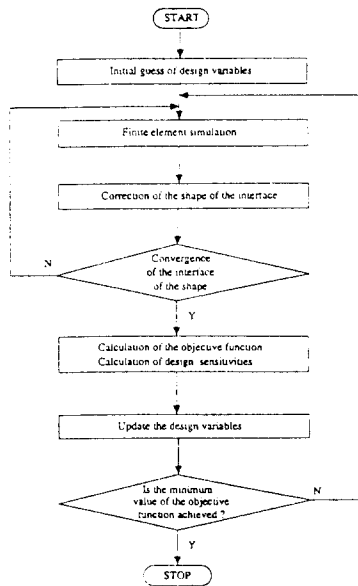 START
Initial guess of design variables
Finite element simulation
Correction of the shape of the interface
N
Convergence
of the interface
of the shape
Y
Calculation of the objective function
Calculation of design sensitivities
Update the design variables
Is the minimum
value of the objective
function achieved ?
N
Y
STOP